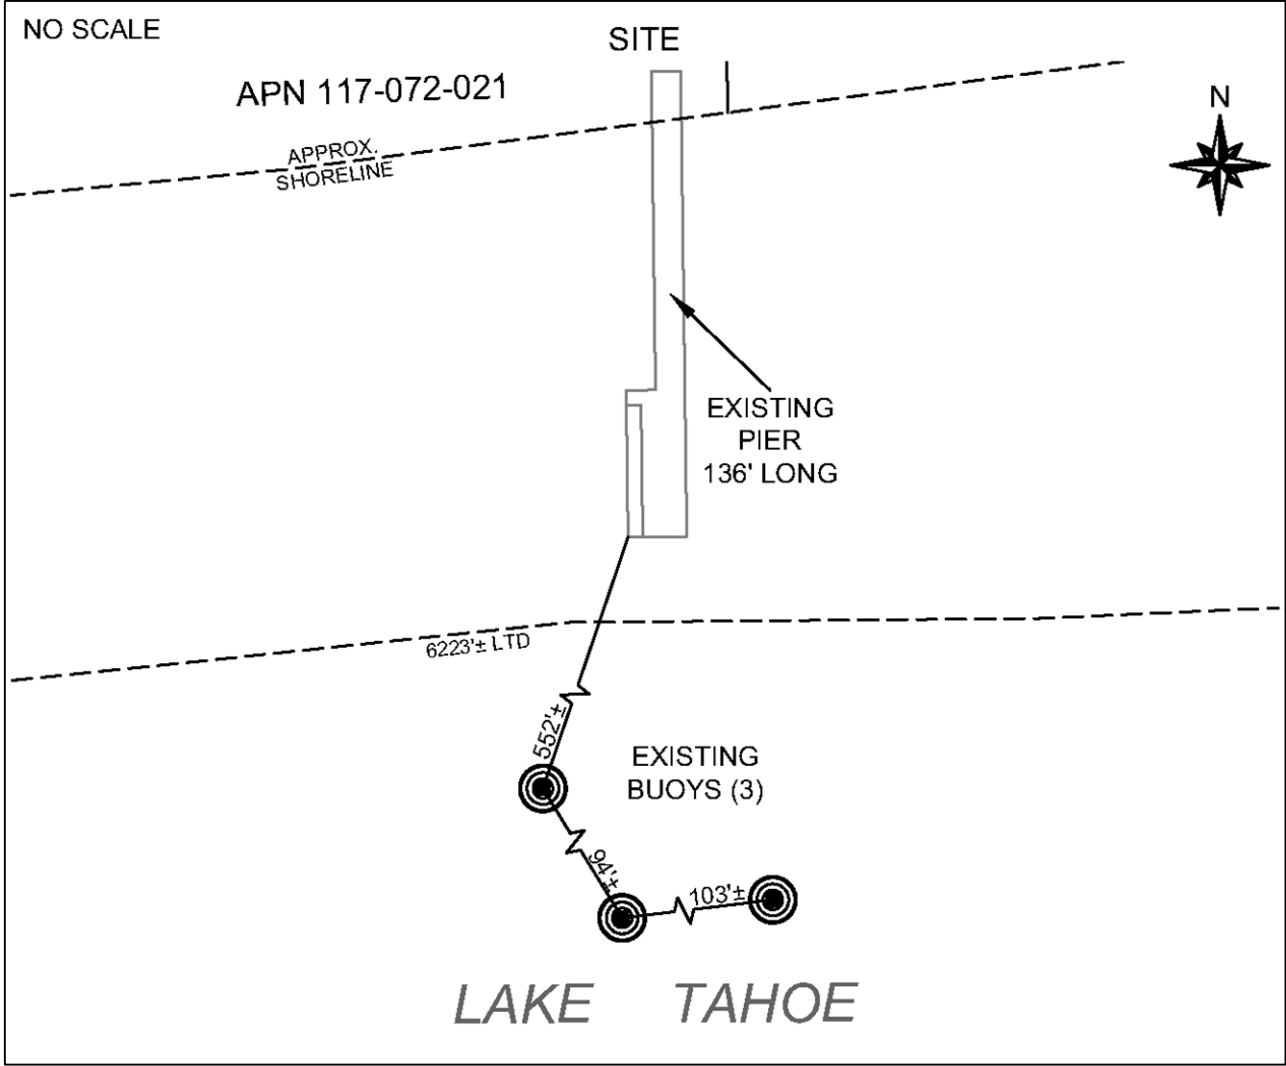 NO SCALE
SITE
APN 117-072-021
N
APPROX.
SHORELINE
EXISTING
PIER
136' LONG
6223'± LTD
552'±
EXISTING
BUOYS (3)
94'±
103'±
LAKE TAHOE